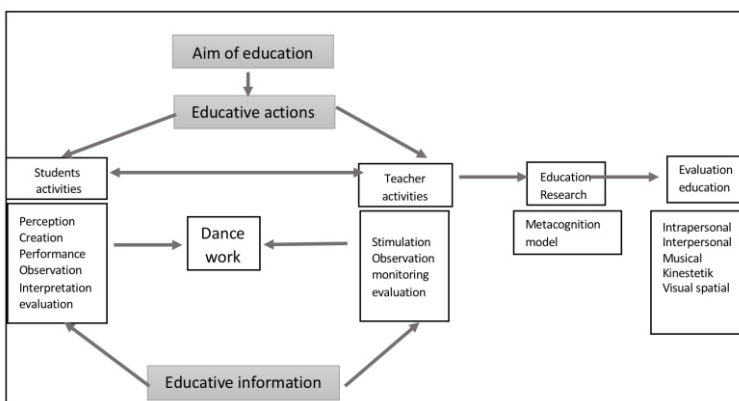 Aim of education
Educative actions
Students
activities
Teacher
activities
Education
Research
Evaluation
education
Perception
Creation
Performance
Observation
Interpretation
evaluation
Dance
work
Stimulation
Observation
monitoring
evaluation
Metacognition
model
Intrapersonal
Interpersonal
Musical
Kinestetik
Visual spatial
Educative information